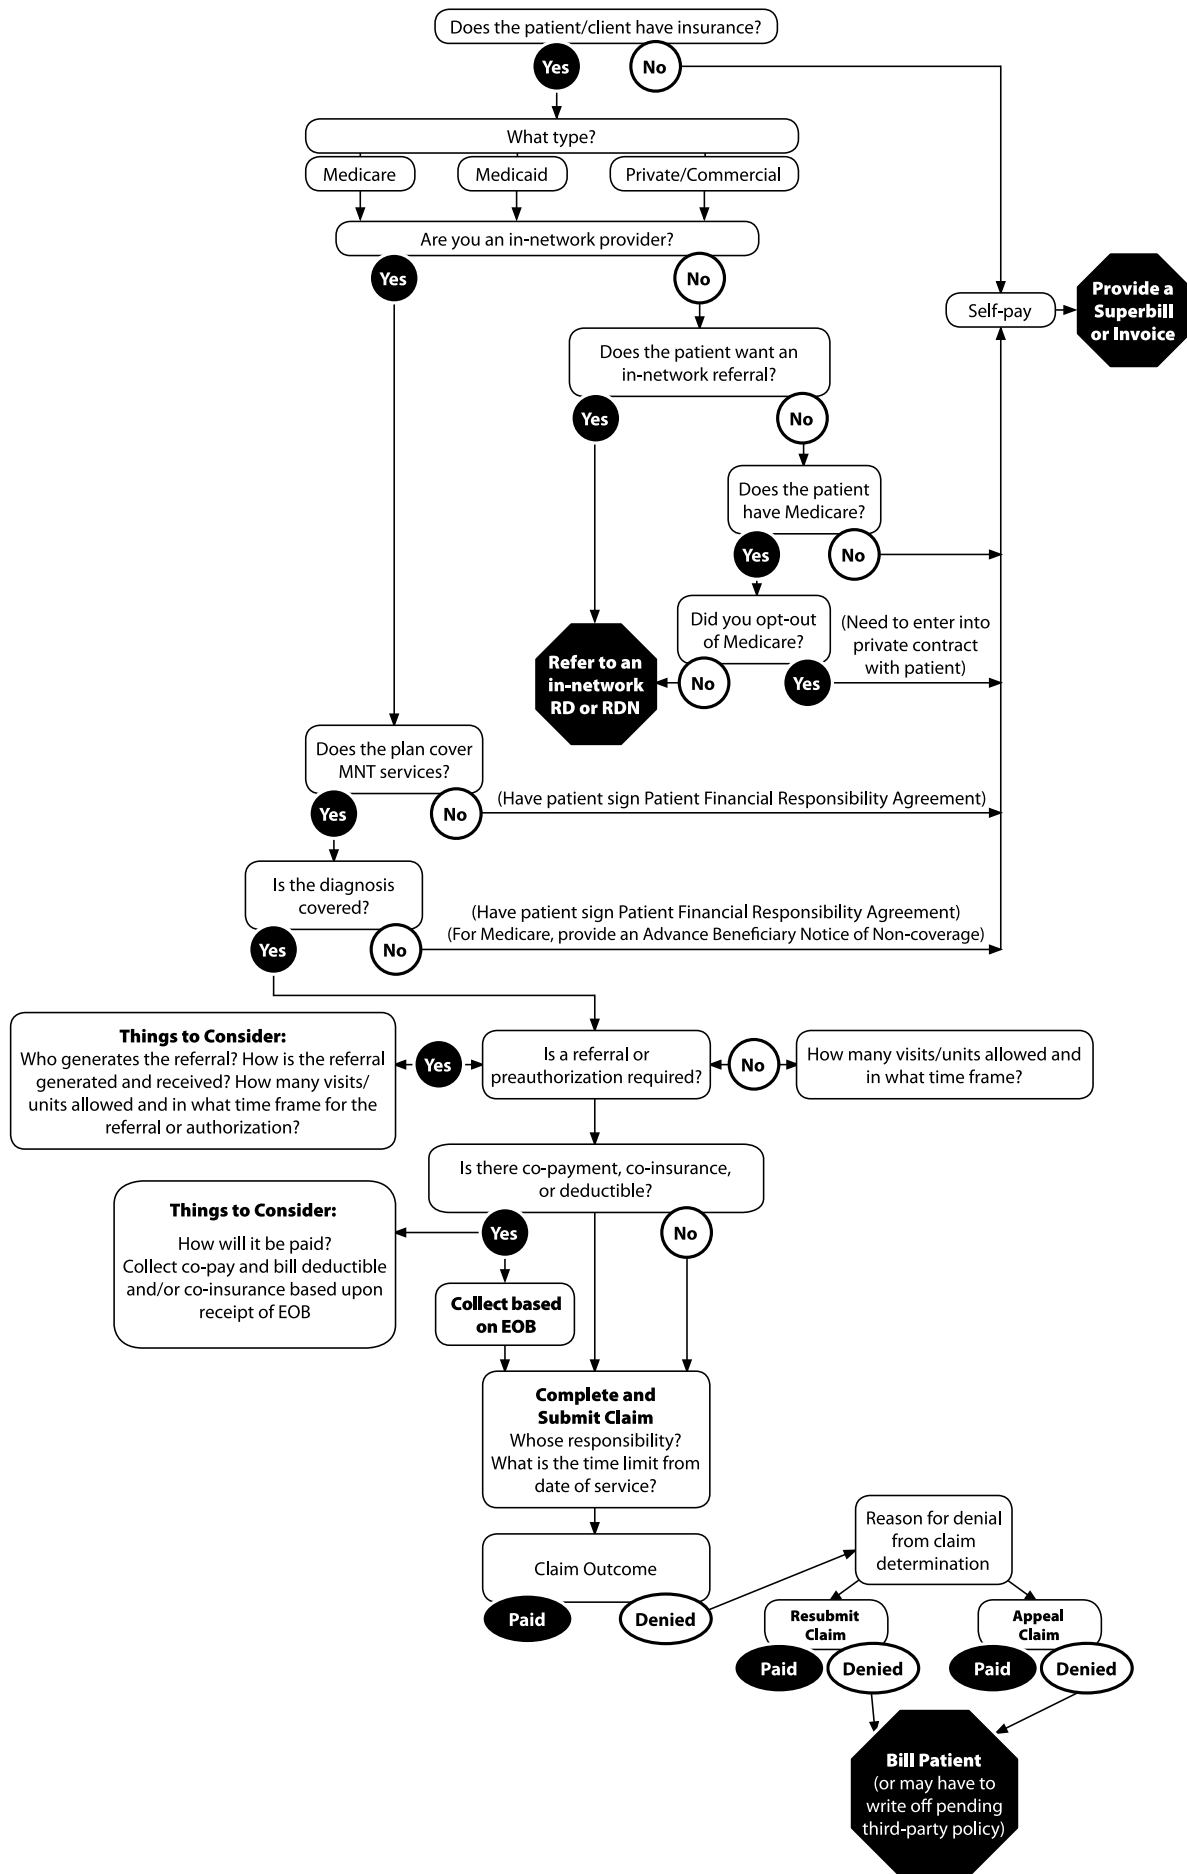 Does the patient/client have insurance?
Yes
No
What type?
Medicare
Medicaid
Private/Commercial
Are you an in-network provider?
Yes
No
Self-pay
Provide a
Superbill
or Invoice
Does the patient want an
in-network referral?
Yes
No
Does the patient
have Medicare?
Yes
No
Did you opt-out
of Medicare?
No
Yes
(Need to enter into
private contract
with patient)
Refer to an
in-network
RD or RDN
Does the plan cover
MNT services?
Yes
No
(Have patient sign Patient Financial Responsibility Agreement)
Is the diagnosis
covered?
Yes
No
(Have patient sign Patient Financial Responsibility Agreement)
(For Medicare, provide an Advance Beneficiary Notice of Non-coverage)
Things to Consider:
Who generates the referral? How is the referral
generated and received? How many visits/
units allowed and in what time frame for the
referral or authorization?
Yes
Is a referral or
preauthorization required?
No
How many visits/units allowed and
in what time frame?
Is there co-payment, co-insurance,
or deductible?
Yes
No
Things to Consider:
How will it be paid?
Collect co-pay and bill deductible
and/or co-insurance based upon
receipt of EOB
Collect based
on EOB
Complete and
Submit Claim
Whose responsibility?
What is the time limit from
date of service?
Claim Outcome
Paid
Denied
Reason for denial
from claim
determination
Resubmit
Claim
Paid
Denied
Appeal
Claim
Paid
Denied
Bill Patient
(or may have to
write off pending
third-party policy)